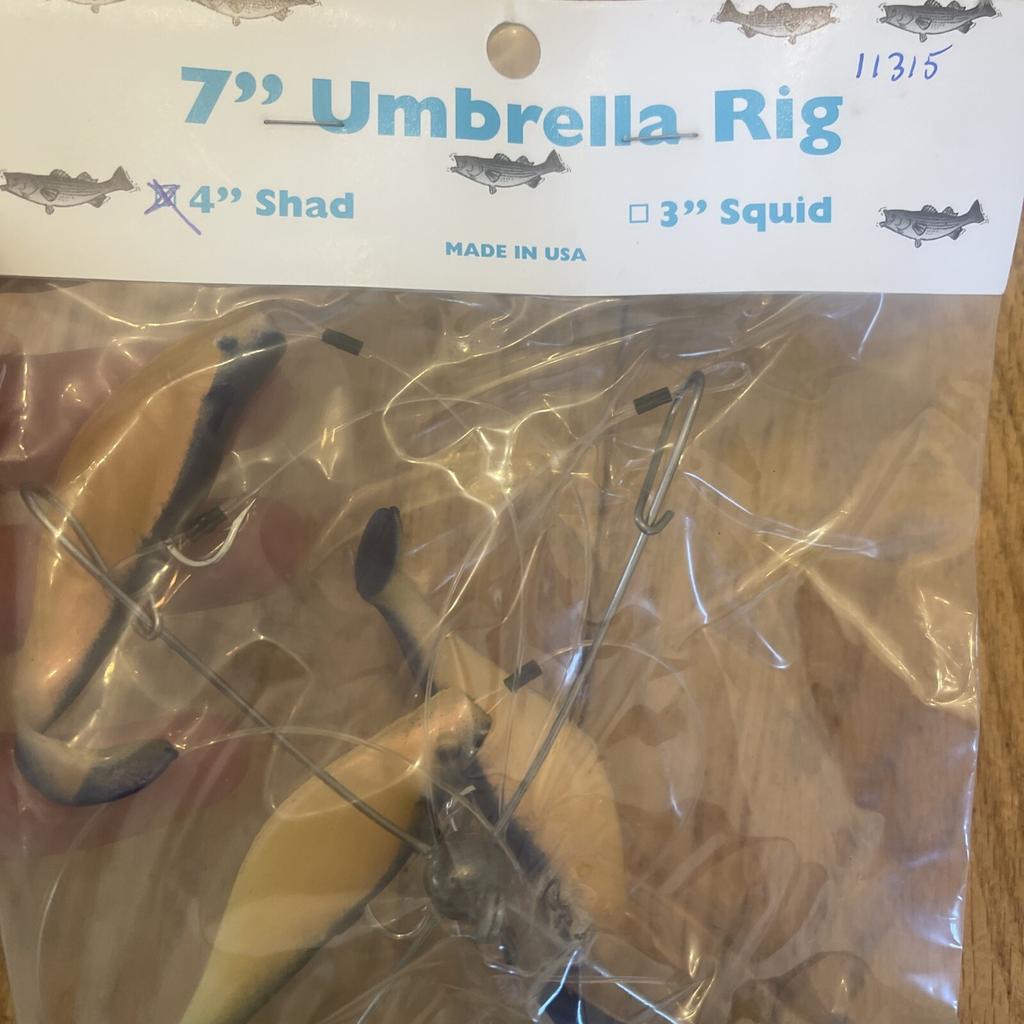 11315
7” Umbrella Rig
4” Shad
3” Squid
MADE IN USA